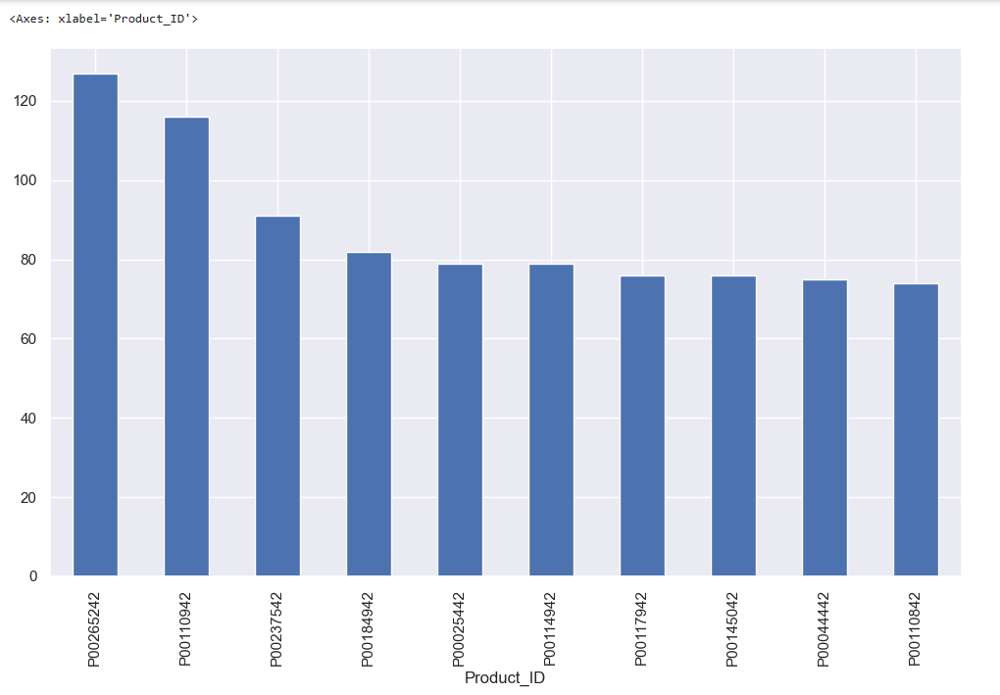 <Axes: xlabel='Product_ID'>
120
100
80
60
40
20
0
P00265242
P00110942
P00237542
P00184942
P00025442
P00114942
P00117942
P00145042
P00044442
P00110842
Product_ID